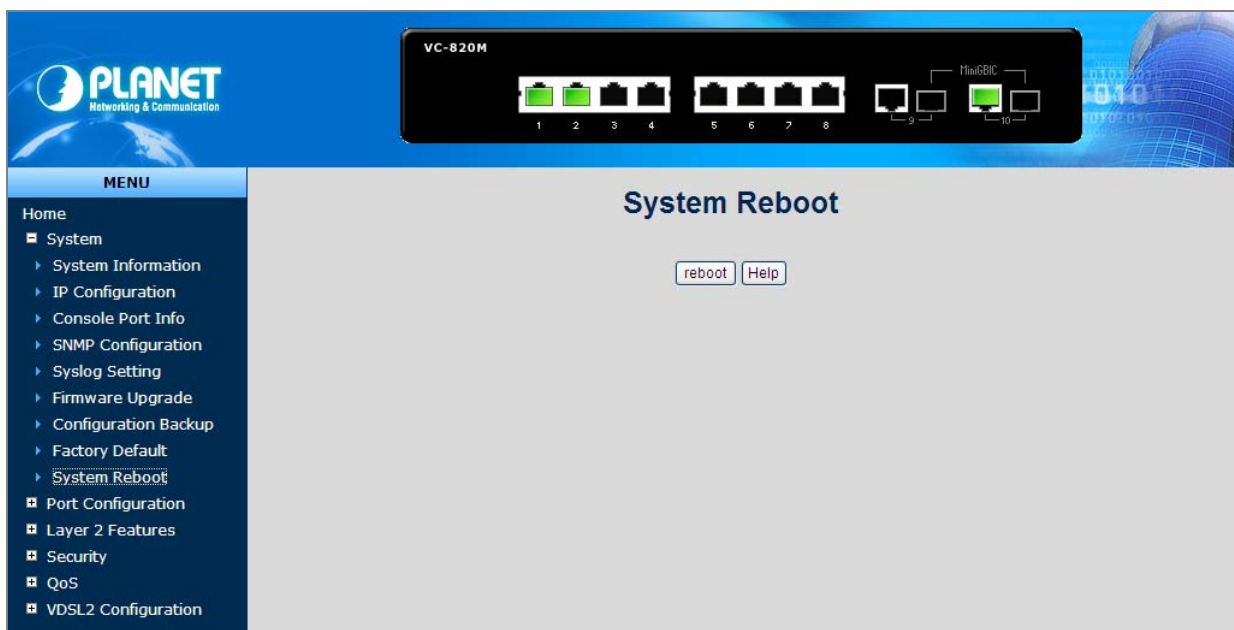 VC-820M
PLANET
Networking & Communication
MiniGBIC
1 2 3 4 5 6 7 8 9 10
MENU
Home
System
System Information
IP Configuration
Console Port Info
SNMP Configuration
Syslog Setting
Firmware Upgrade
Configuration Backup
Factory Default
System Reboot
Port Configuration
Layer 2 Features
Security
QoS
VDSL2 Configuration
System Reboot
reboot Help